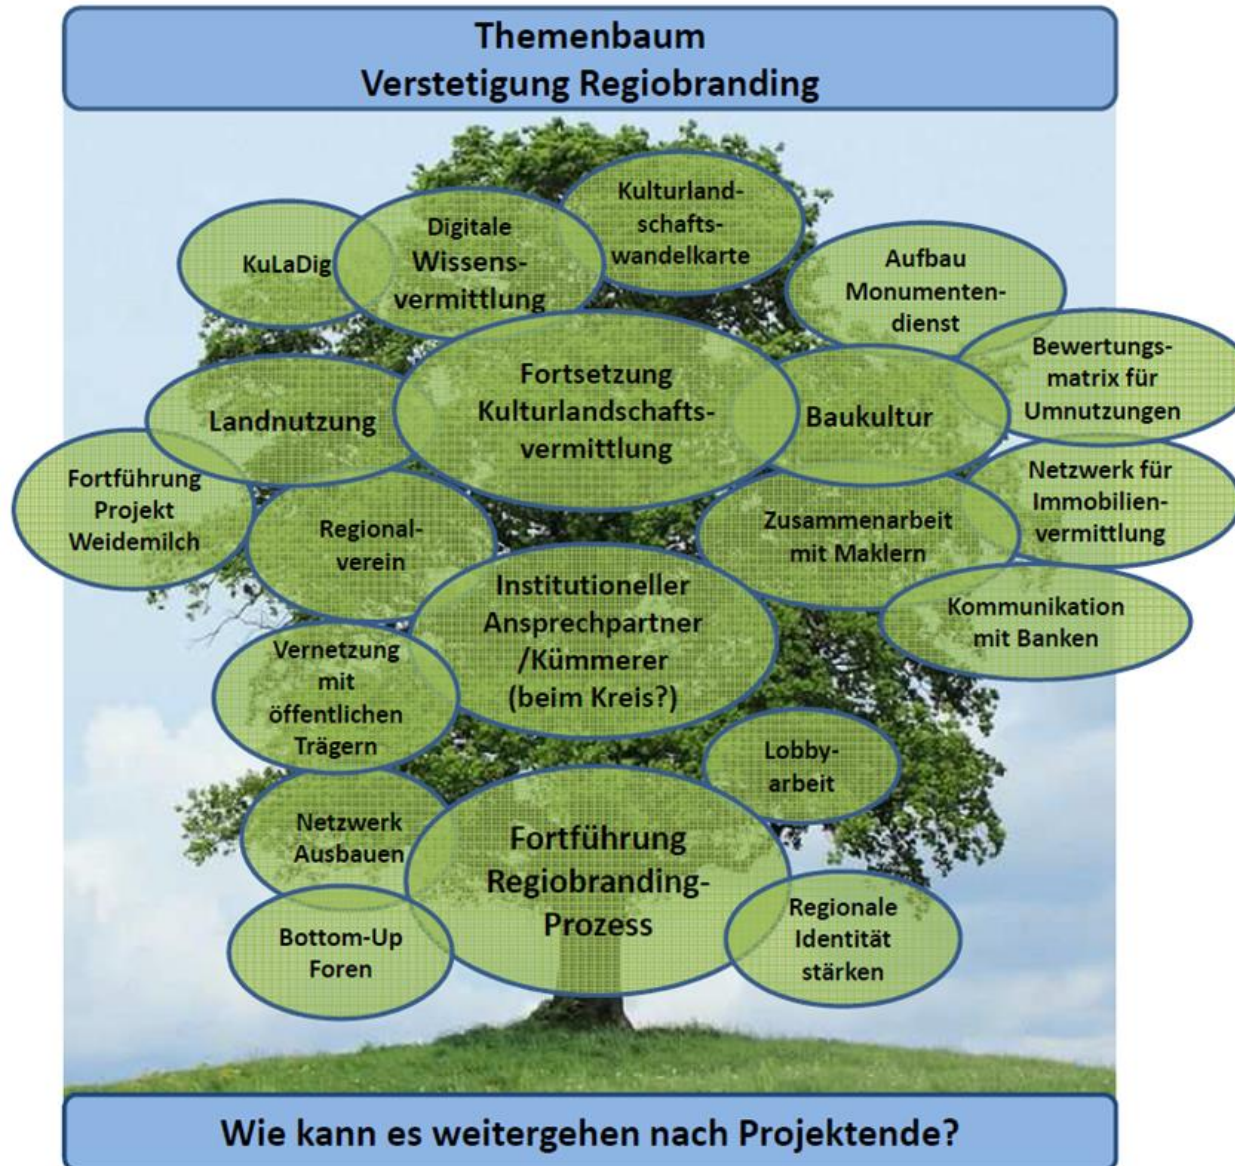 Themenbaum
Verstetigung Regiobranding
Kulturland-
schafts-
wandelkarte
Digitale
Wissens-
vermittlung
KuLaDig
Aufbau
Monumenten-
dienst
Bewertungs-
matrix für
Umnutzungen
Fortsetzung
Kulturlandschafts-
vermittlung
Landnutzung
Baukultur
Fortführung
Projekt
Weidemilch
Regional-
verein
Zusammenarbeit
mit Maklern
Netzwerk für
Immobilien-
vermittlung
Institutioneller
Ansprechpartner
/Kümmerer
(beim Kreis?)
Kommunikation
mit Banken
Vernetzung
mit
öffentlichen
Trägern
Lobby-
arbeit
Netzwerk
Ausbauen
Fortführung
Regiobranding-
Prozess
Bottom-Up
Foren
Regionale
Identität
stärken
Wie kann es weitergehen nach Projektende?